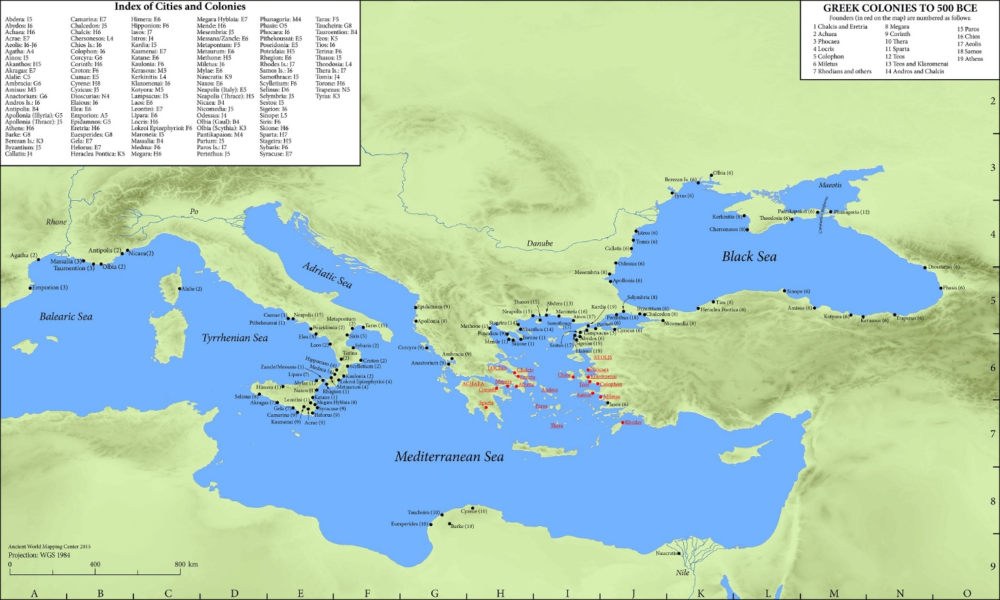 Index of Cities and Colonies
Abdera: I5
Abydos: I6
Achaea: H6
Acrae: E7
Aeolis: I6-J6
Agatha: A4
Ainos: I5
Akanthos: H5
Akragas: E7
Alalie: C5
Ambracia: G6
Amisus: M5
Anactorium: G6
Andros Is.: I6
Antipolis: B4
Apollonia (Illyria): G5
Apollonia (Thrace): J5
Athens: H6
Barke: G8
Berezan Is.: K3
Byzantium: J5
Callatis: J4
Camarina: E7
Chalcedon: J5
Chalcis: H6
Chersonesos: L4
Chios Is.: I6
Colophon: I6
Corcyra: G6
Corinth: H6
Croton: F6
Cumae: E5
Cyrene: H8
Cyzicus: J5
Dioscurias: N4
Elaious: I6
Elea: E6
Emporion: A5
Epidamnos: G5
Eretria: H6
Euesperides: G8
Gela: E7
Helorus: E7
Heraclea Pontica: K5
Himera: E6
Hipponion: F6
Iasos: J7
Istros: J4
Kardia: I5
Kasmenai: E7
Katane: E6
Kaulonia: F6
Kerasous: M5
Kerkinitis: L4
Klazomenai: I6
Kotyora: M5
Lampsacus: I5
Laos: E6
Leontini: E7
Lipara: E6
Locris: H6
Lokroi Epizephyrioi: F6
Maroneia: I5
Massalia: B4
Medma: F6
Megara: H6
Megara Hyblaia: E7
Mende: H6
Mesembria: J5
Messana/Zancle: E6
Metapontum: F5
Metaurum: E6
Methone: H5
Miletus: J6
Mylae: E6
Naucratis: K9
Naxos: E6
Neapolis (Italy): E5
Neapolis (Thrace): H5
Nicaea: B4
Nicomedia: J5
Odessus: J4
Olbia (Gaul): B4
Olbia (Scythia): K3
Pantikapaion: M4
Parium: I5
Paros Is.: I7
Perinthus: J5
Phanagoria: M4
Phasis: O5
Phocaea: I6
Pithekoussai: E5
Poseidonia: E5
Poteidaia: H5
Rhegion: E6
Rhodes Is.: J7
Samos Is.: I6
Samothrace: I5
Scylletium: F6
Selinus: D6
Selymbria: J5
Sestos: I5
Sigeion: I6
Sinope: L5
Siris: F6
Skione: H6
Sparta: H7
Stageira: H5
Sybaris: F6
Syracuse: E7
Taras: F5
Taucheira: G8
Tauroention: B4
Teos: K5
Tios: I6
Terina: F6
Thasos: I5
Theodosia: L4
Thera Is.: I7
Tomis: J4
Torone: H6
Trapezus: N5
Tyras: K3
GREEK COLONIES TO 500 BCE
Founders (in red on the map) are numbered as follows:
1 Chalcis and Eretria
2 Achaea
3 Phocaea
4 Locris
5 Colophon
6 Miletus
7 Rhodians and others
8 Megara
9 Corinth
10 Thera
11 Sparta
12 Teos
13 Teos and Klazomenai
14 Andros and Chalcis
15 Paros
16 Chios
17 Aeolis
18 Samos
19 Athens
2
3
4
5
6
7
8
9
Olbia (6)
Berezan Is. (6)
Tyras (6)
Maeotis
Cimmerian Bosporus
Pantikapaion (6)
Phanagoria (12)
Theodosia (6)
Kerkinitis (8)
Chersonesos (8)
Po
Rhone
Danube
Istros (6)
Tomis (6)
Callatis (6)
Black Sea
Odessus (6)
Mesembria (8)
Apollonia (6)
Dioscurias (6)
Phasis (6)
Sinope (6)
Amisus (6)
Kotyora (6)
Kerasous (6)
Trapezus (6)
Tios (8)
Heraclea Pontica (8)
Agatha (2)
Antipolis (2)
Nicaea(2)
Massalia (3)
Tauroention (3)
Olbia (2)
Emporion (3)
Alalie (2)
Adriatic Sea
Balearic Sea
Tyrrhenian Sea
Selymbria (8)
Byzantium (8)
Chalcedon (8)
Nicomedia (8)
Perinthus (18)
Kardia (19)
Thasos (15)
Abdera (13)
Neapolis (15)
Maroneia (16)
Ainos (17)
Samothrace
(17)
Parium (6)
Cyzicus (6)
Lampsacus (3)
Abydos (6)
Sestos (17)
Sigeion (19)
Elaious (19)
Stageira (14)
Akanthos (14)
Methone (1)
Poteidaia (9)
Torone (1)
Mende (1)
Skione (1)
Epidamnos (9)
Apollonia (9)
Corcyra (9)
Ambracia (9)
Anactorium (9)
Cumae (1)
Neapolis (15)
Pithekoussai (1)
Metapontum
(2)
Poseidonia (2)
Taras (11)
Elea (3)
Siris (5)
Laos (2)
Sybaris (2)
Terina
(2)
Croton (2)
Hipponion (4)
Scylletium (2)
Medma (4)
Zancle/Messana (1)
Lipara (7)
Kaulonia (2)
Lokroi Epizephyrioi (4)
Mylae (1)
Metaurum (4)
Rhegion (1)
Himera (1)
Naxos (1)
Selinus (8)
Katane (1)
Leontini (1)
Megara Hyblaia (8)
Akragas (7)
Syracuse (9)
Gela (7)
Camarina (9)
Helorus (9)
Kasmenai (9)
Acrae (9)
AEOLIS
LOCRIS
Chalcis
Eretria
Phocaea
Chios
Klazomenai
ACHAEA
Megara
Athens
Teos
Colophon
Corinth
Andros
Samos
Miletus
Iasos (6)
Sparta
Paros
Rhodes
Thera
Mediterranean Sea
Taucheira (10)
Cyrene (10)
Euesperides (10)
Barke (10)
Naucratis
Nile
Ancient World Mapping Center 2015
Projection: WGS 1984
0 400 800 km
A B C D E F G H I J K L M N O